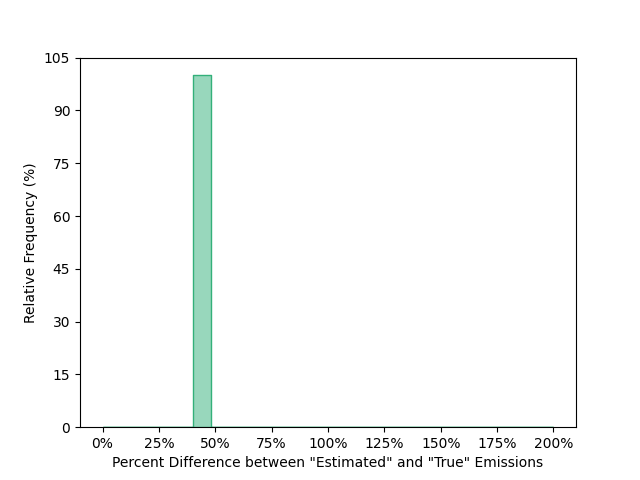 105
90
75
60
45
30
15
0
Relative Frequency (%)
0% 25% 50% 75% 100% 125% 150% 175% 200%
Percent Difference between "Estimated" and "True" Emissions